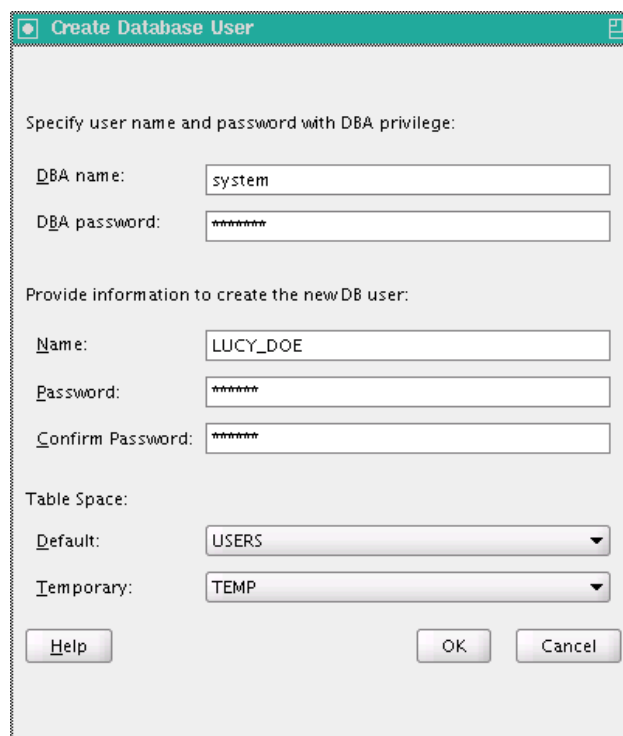 Create Database User
Specify user name and password with DBA privilege:
DBA name: system
DBA password: *******
Provide information to create the new DB user:
Name: LUCY_DOE
Password: ******
Confirm Password: ******
Table Space:
Default: USERS
Temporary: TEMP
Help OK Cancel